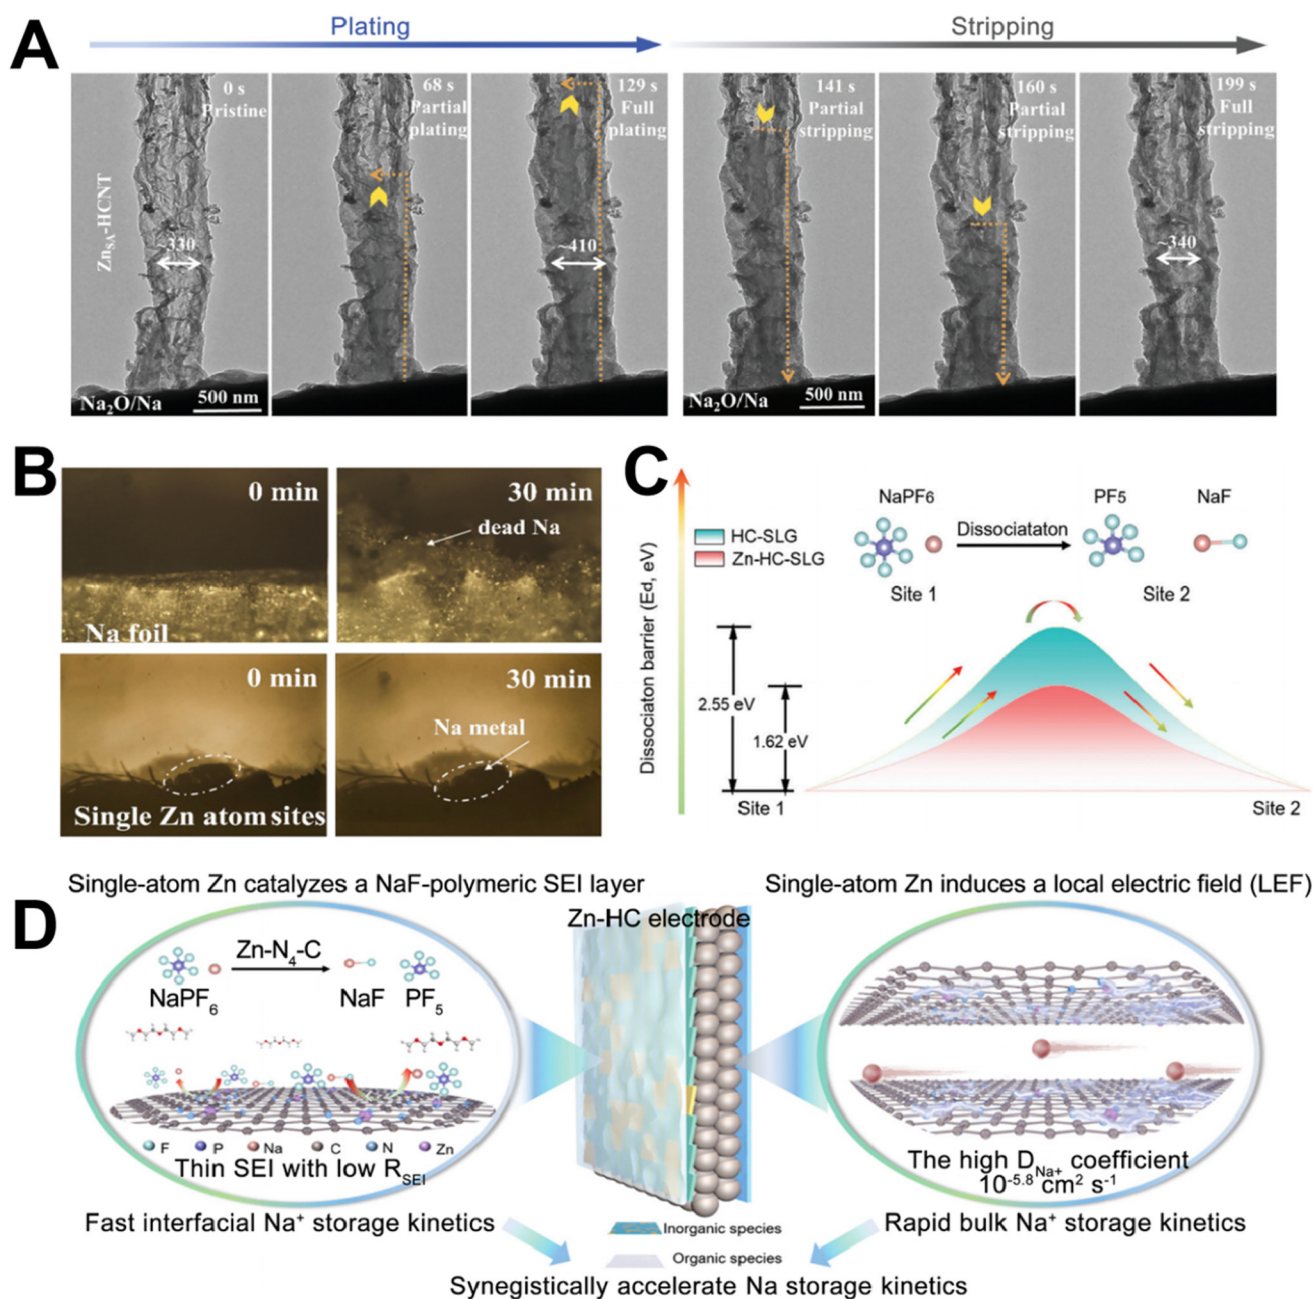 A
Plating
Stripping
0 s
Pristine
68 s
Partial
plating
129 s
Full
plating
141 s
Partial
stripping
160 s
Partial
stripping
199 s
Full
stripping
Zn_SA-HCNT
~330
~410
~340
Na₂O/Na
500 nm
Na₂O/Na
500 nm
B
0 min
30 min
dead Na
Na foil
0 min
30 min
Na metal
Single Zn atom sites
C
Dissociaton barrier (Ed, eV)
HC-SLG
Zn-HC-SLG
NaPF6
Dissociataton
PF5
NaF
Site 1
Site 2
2.55 eV
1.62 eV
Site 1
Site 2
D
Single-atom Zn catalyzes a NaF-polymeric SEI layer
Zn-N₄-C
NaPF₆
NaF
PF₅
F
P
Na
C
N
Zn
Thin SEI with low R_SEI
Fast interfacial Na⁺ storage kinetics
Zn-HC electrode
Inorganic species
Organic species
Single-atom Zn induces a local electric field (LEF)
The high D_Na+ coefficient
10⁻⁵·⁸ cm² s⁻¹
Rapid bulk Na⁺ storage kinetics
Synegistically accelerate Na storage kinetics